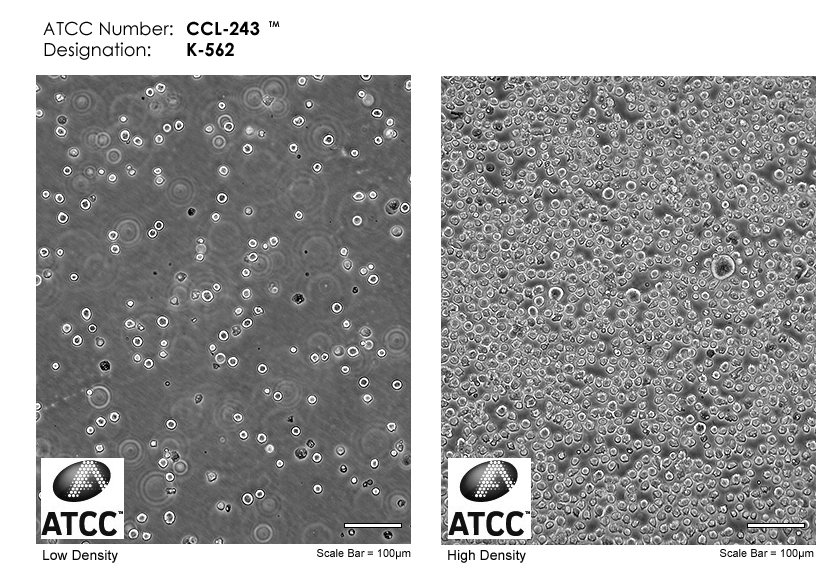 ATCC Number: CCL-243 ™
Designation: K-562
ATCC™
ATCC™
Low Density
Scale Bar = 100µm
High Density
Scale Bar = 100µm